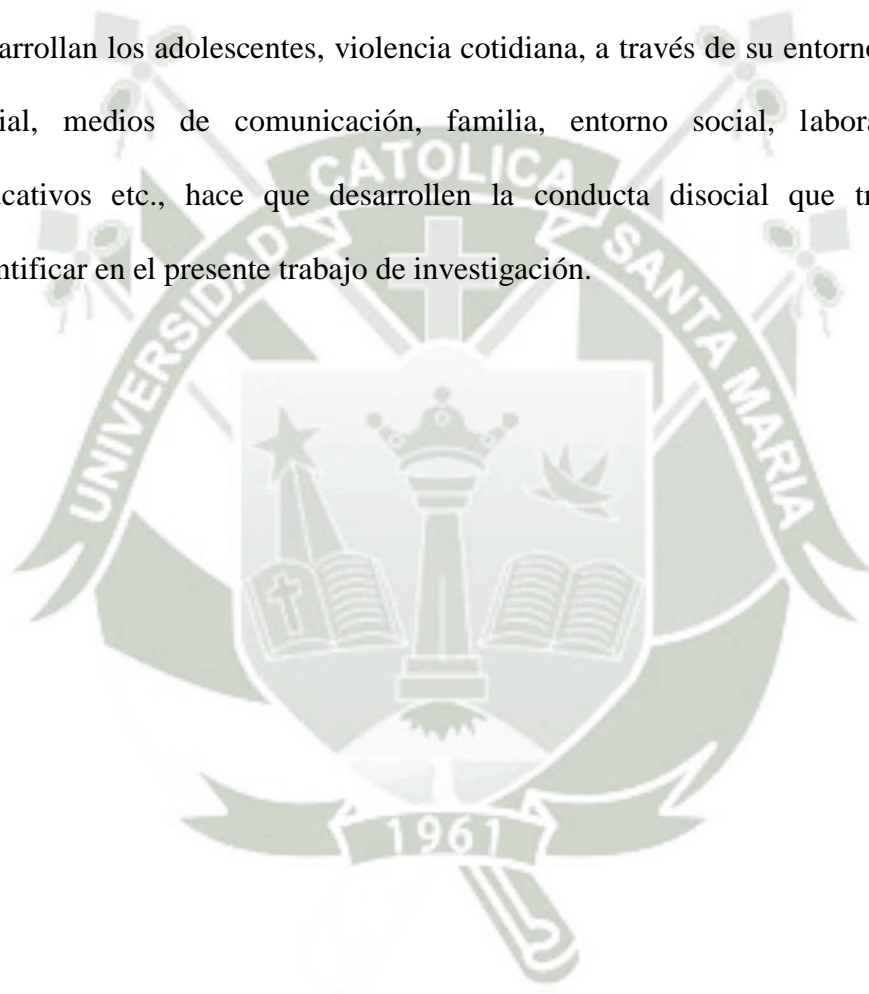 arrollan los adolescentes, violencia cotidiana, a través de su entorno
ial, medios de comunicación, familia, entorno social, labora
cativos etc., hace que desarrollen la conducta disocial que tr
ntificar en el presente trabajo de investigación.
UNIVERSIDAD CATOLICA SANTA MARIA
1961